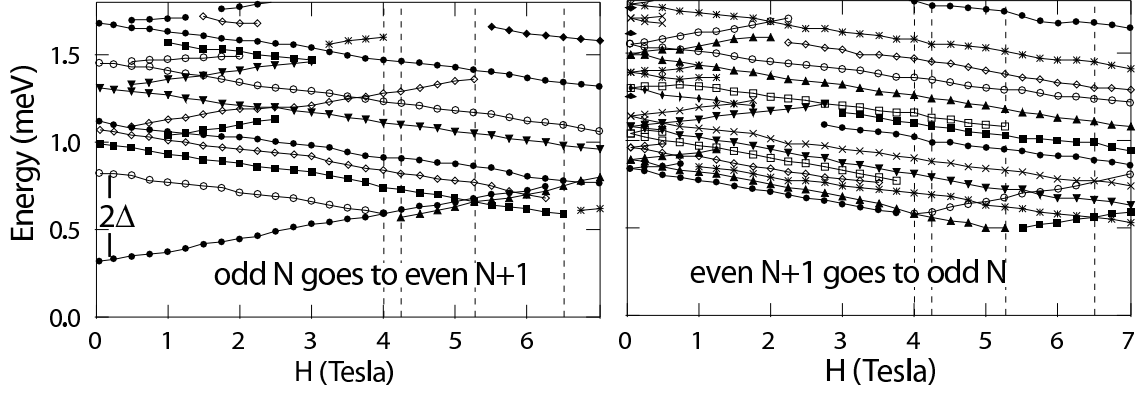 Energy (meV)
1.5
1.0
0.5
0.0
2Δ
odd N goes to even N+1
0 1 2 3 4 5 6
H (Tesla)
even N+1 goes to odd N
0 1 2 3 4 5 6 7
H (Tesla)